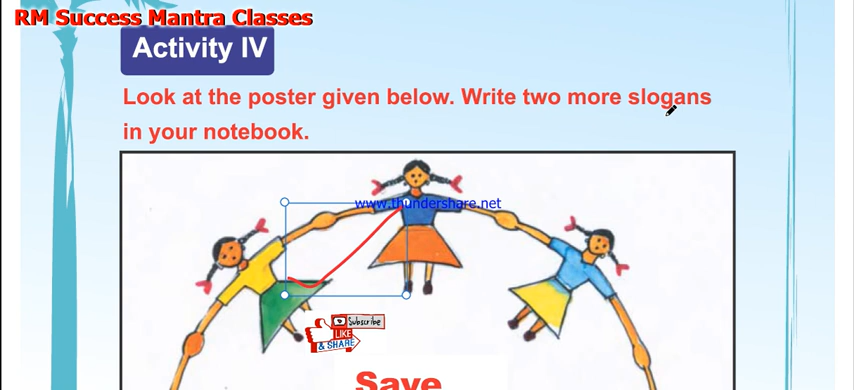 RM Success Mantra Classes
Activity IV
Look at the poster given below. Write two more slogans
in your notebook.
www.thundershare.net
Subscribe
LIKE
& SHARE
Save